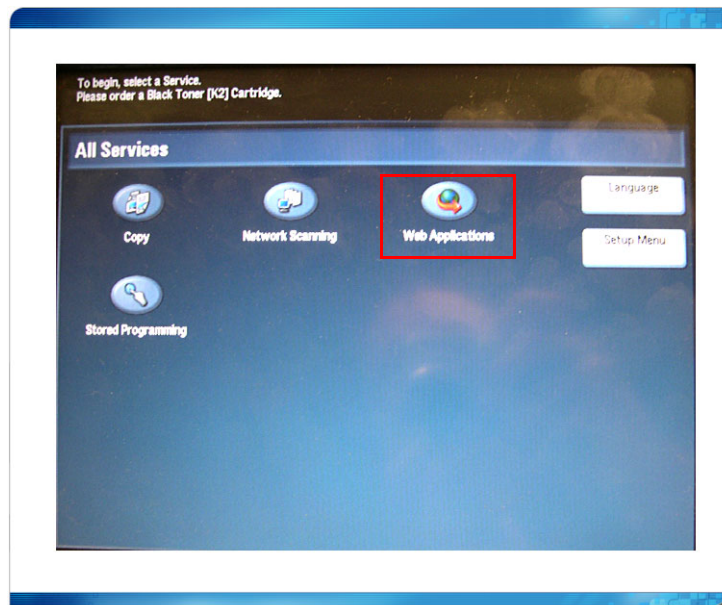 To begin, select a Service.
Please order a Black Toner [K2] Cartridge.
All Services
Language
Copy
Network Scanning
Web Applications
Setup Menu
Stored Programming